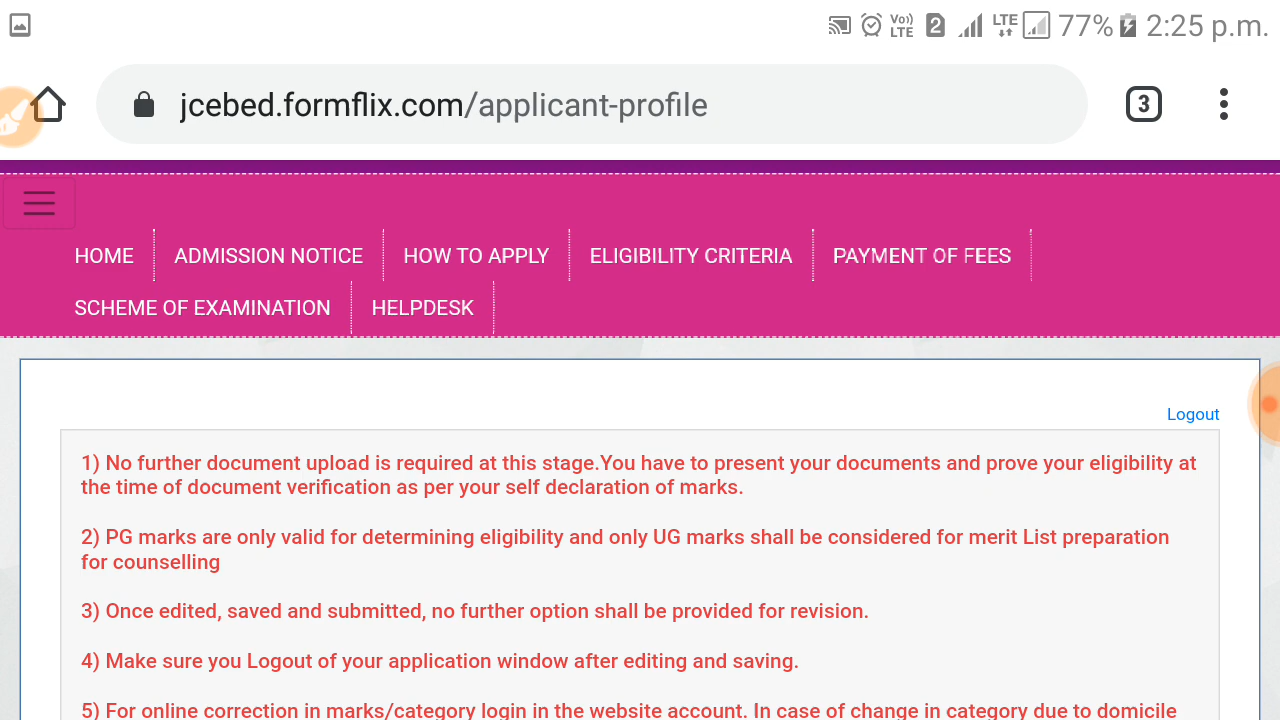 Vo)) LTE 2 LTE 77% 2:25 p.m.
jcebed.formflix.com/applicant-profile
3
HOME ADMISSION NOTICE HOW TO APPLY ELIGIBILITY CRITERIA PAYMENT OF FEES
SCHEME OF EXAMINATION HELPDESK
Logout
1) No further document upload is required at this stage.You have to present your documents and prove your eligibility at
the time of document verification as per your self declaration of marks.
2) PG marks are only valid for determining eligibility and only UG marks shall be considered for merit List preparation
for counselling
3) Once edited, saved and submitted, no further option shall be provided for revision.
4) Make sure you Logout of your application window after editing and saving.
5) For online correction in marks/category login in the website account. In case of change in category due to domicile